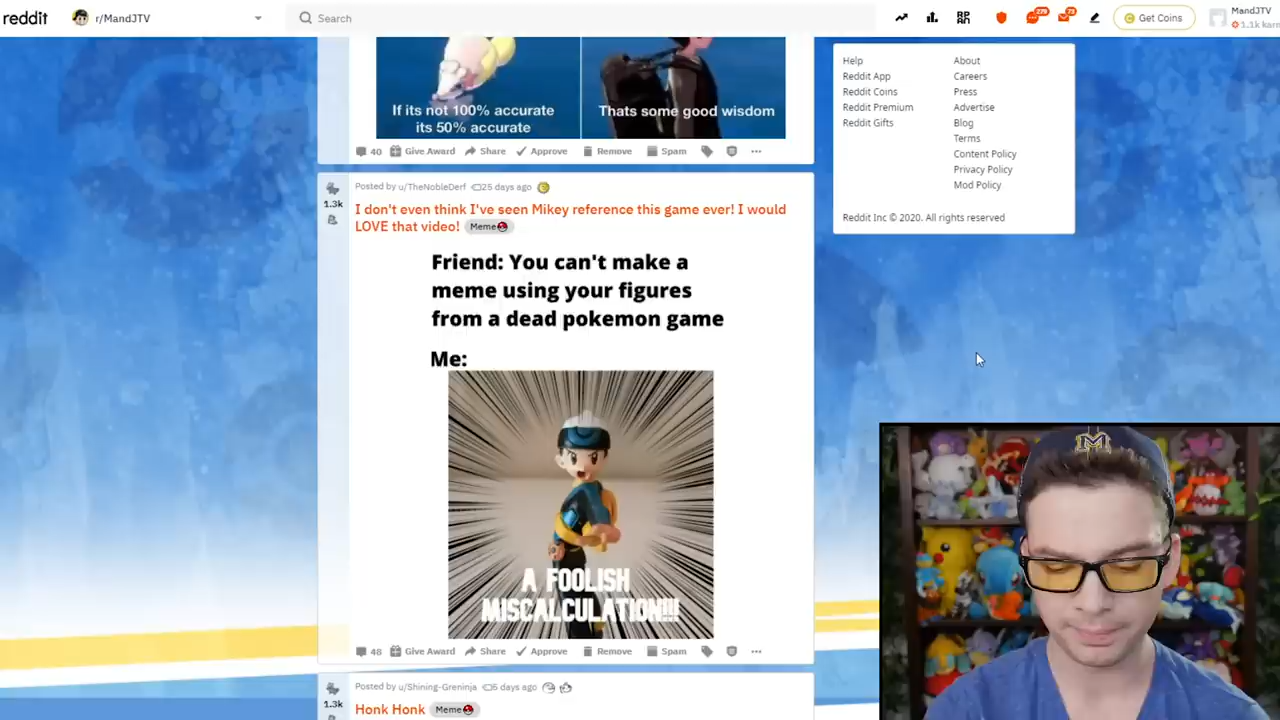 reddit
r/MandJTV
Search
279
73
Get Coins
MandJTV
1.1k karm
If its not 100% accurate
its 50% accurate
Thats some good wisdom
40 Give Award Share Approve Remove Spam
Help
Reddit App
Reddit Coins
Reddit Premium
Reddit Gifts
About
Careers
Press
Advertise
Blog
Terms
Content Policy
Privacy Policy
Mod Policy
Reddit Inc © 2020. All rights reserved
1.3k
Posted by u/TheNobleDerf 25 days ago
I don't even think I've seen Mikey reference this game ever! I would
LOVE that video! Meme
Friend: You can't make a
meme using your figures
from a dead pokemon game
Me:
A FOOLISH
MISCALCULATION!!!
48 Give Award Share Approve Remove Spam
1.3k
Posted by u/Shining-Greninja 5 days ago
Honk Honk Meme
M